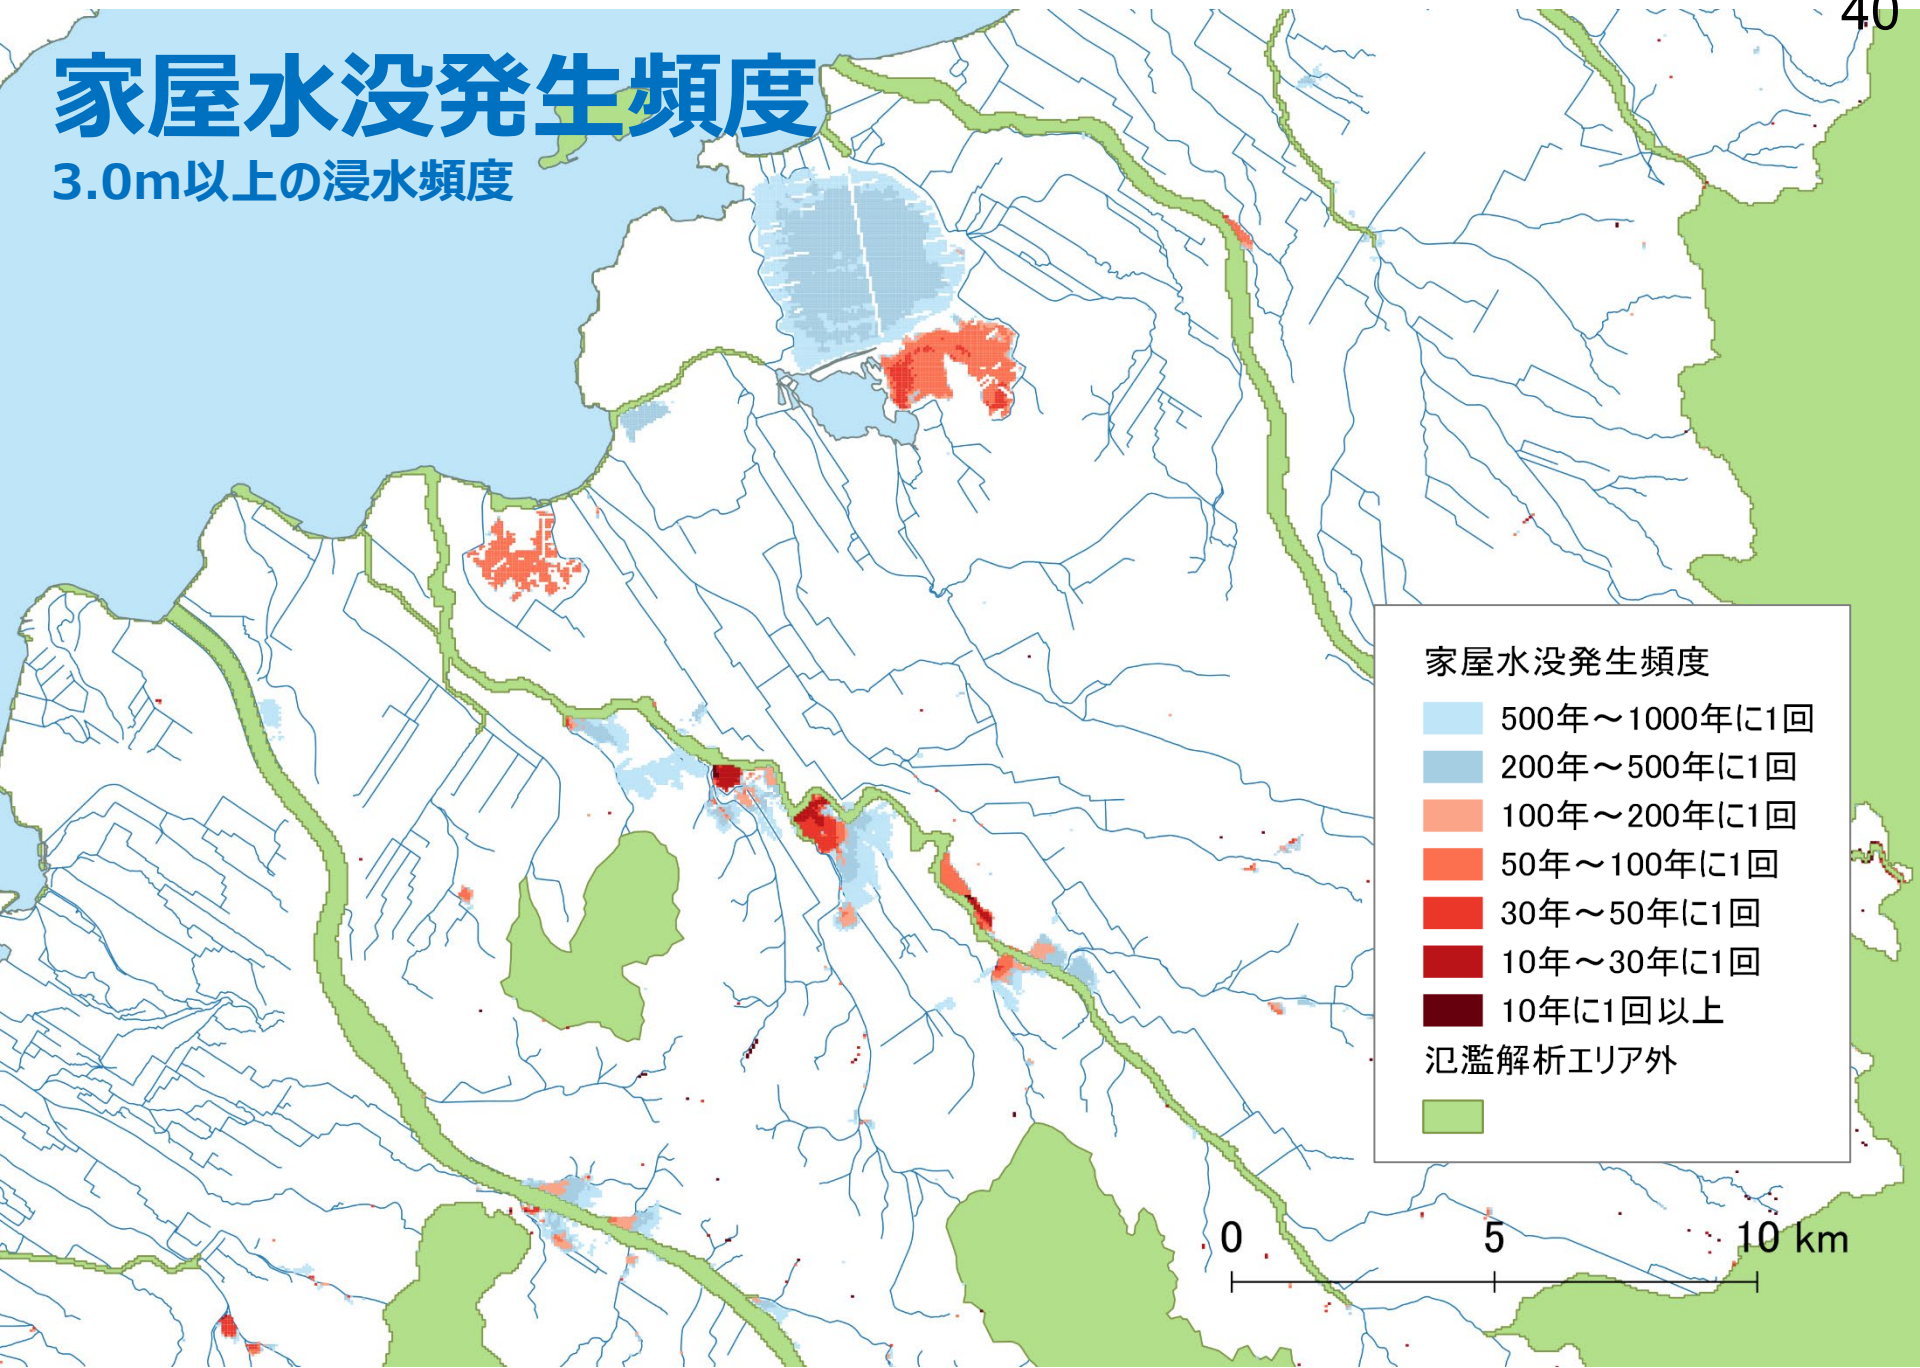 40
家屋水没発生頻度
3.0m以上の浸水頻度
家屋水没発生頻度
500年～1000年に1回
200年～500年に1回
100年～200年に1回
50年～100年に1回
30年～50年に1回
10年～30年に1回
10年に1回以上
氾濫解析エリア外
0 5 10 km